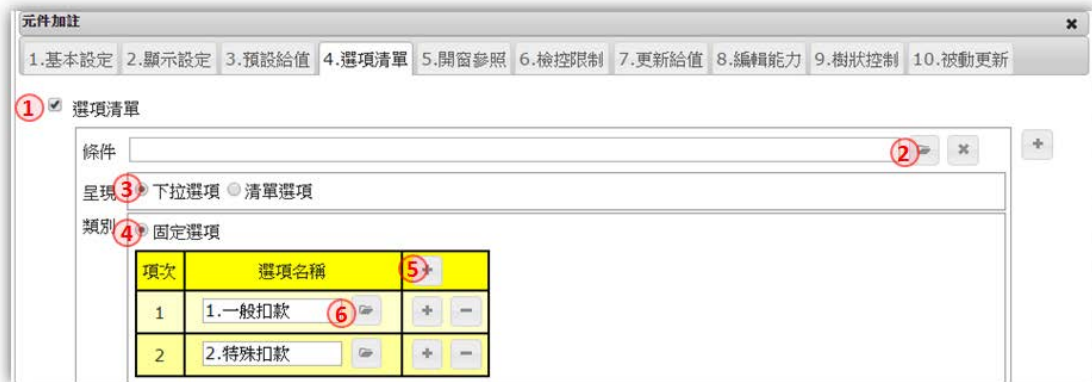 元件加註
1.基本設定 2.顯示設定 3.預設給值 4.選項清單 5.開窗參照 6.檢控限制 7.更新給值 8.編輯能力 9.樹狀控制 10.被動更新
1 選項清單
條件 2
呈現 3 下拉選項 清單選項
類別 4 固定選項
項次 選項名稱 5
1 1.一般扣款 6
2 2.特殊扣款